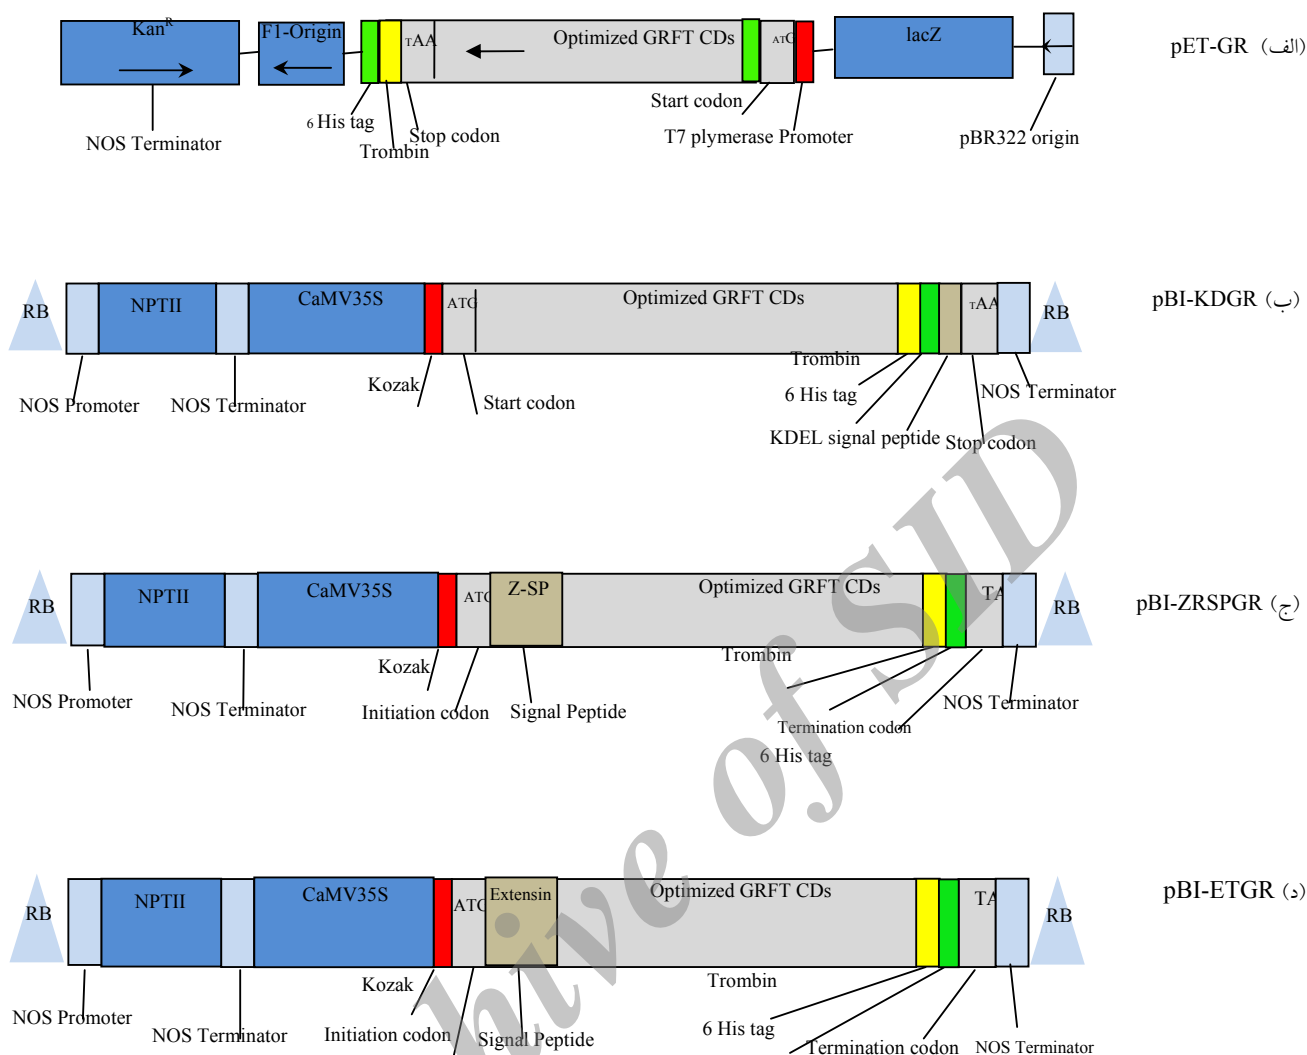 Kan^R
F1-Origin
tAA
Optimized GRFT CDs
ATG
lacZ
pET-GR (الف)
6 His tag
Stop codon
Start codon
NOS Terminator
Trombin
T7 plymerase Promoter
pBR322 origin
RB
NPTII
CaMV35S
ATG
Optimized GRFT CDs
tAA
RB
pBI-KDGR (ب)
Trombin
Kozak
6 His tag
NOS Terminator
NOS Promoter
NOS Terminator
Start codon
KDEL signal peptide
Stop codon
RB
NPTII
CaMV35S
ATG
Z-SP
Optimized GRFT CDs
TA
RB
pBI-ZRSPGR (ج)
Trombin
Kozak
NOS Promoter
NOS Terminator
Initiation codon
Signal Peptide
NOS Terminator
Termination codon
6 His tag
RB
NPTII
CaMV35S
ATG
Extensin
Optimized GRFT CDs
TA
RB
pBI-ETGR (د)
Trombin
Kozak
NOS Promoter
NOS Terminator
Initiation codon
Signal Peptide
6 His tag
Termination codon
NOS Terminator
hive of SID